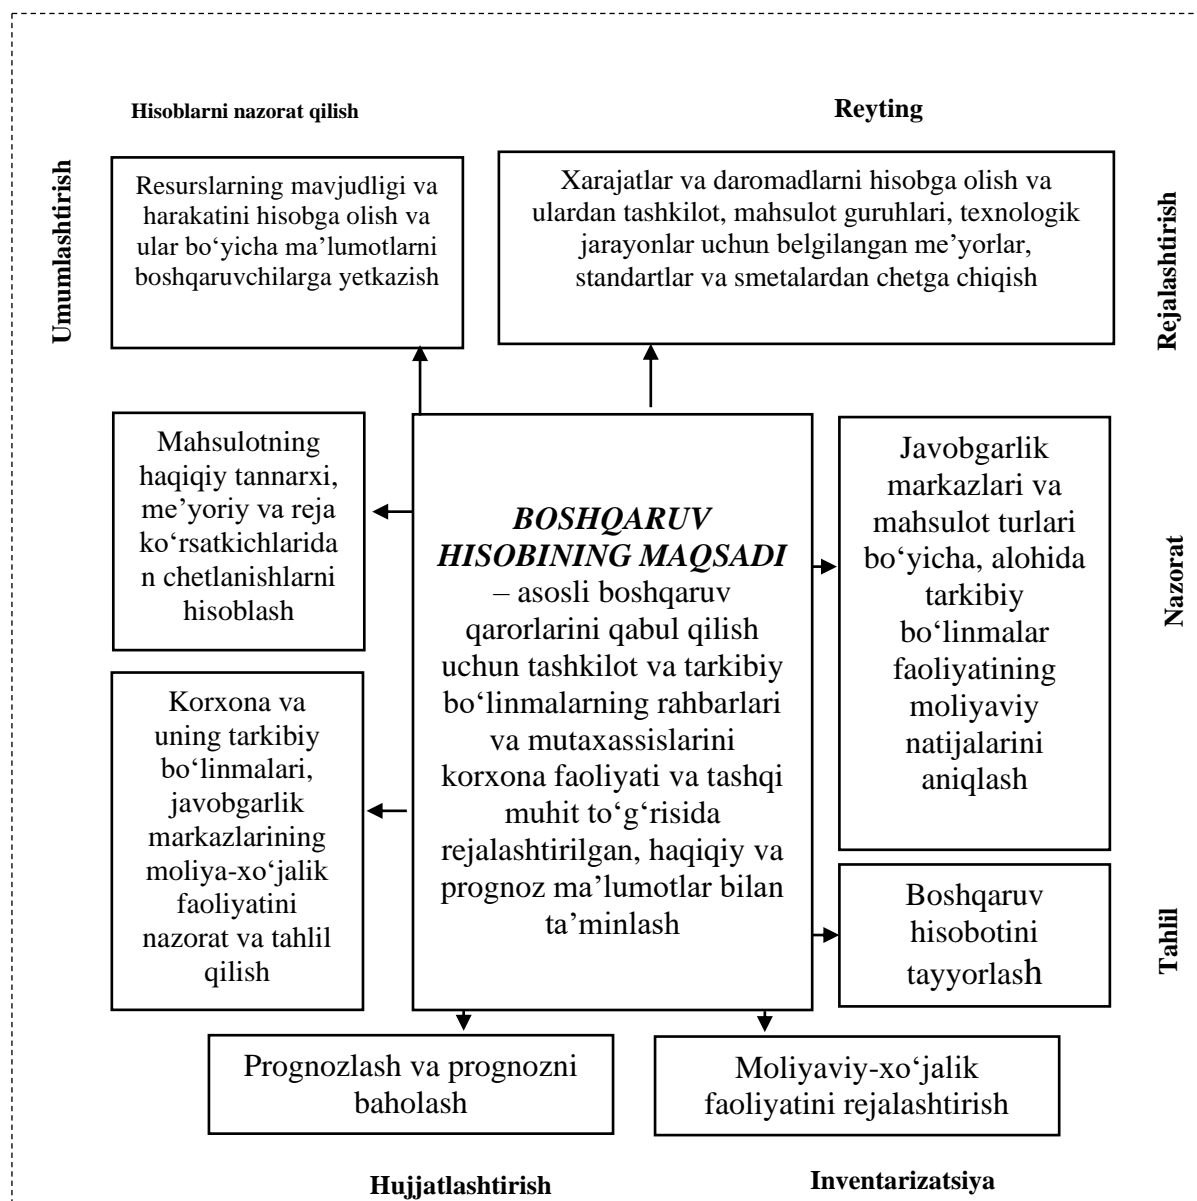 Hisoblarni nazorat qilish
Reyting
Umumlashtirish
Resurslarning mavjudligi va
harakatini hisobga olish va
ular bo‘yicha ma’lumotlarni
boshqaruvchilarga yetkazish
Xarajatlar va daromadlarni hisobga olish va
ulardan tashkilot, mahsulot guruhlari, texnologik
jarayonlar uchun belgilangan me’yorlar,
standartlar va smetalardan chetga chiqish
Rejalashtirish
Mahsulotning
haqiqiy tannarxi,
me’yoriy va reja
ko‘rsatkichlarida
n chetlanishlarni
hisoblash
BOSHQARUV
HISOBINING MAQSADI
– asosli boshqaruv
qarorlarini qabul qilish
uchun tashkilot va tarkibiy
bo‘linmalarning rahbarlari
va mutaxassislarini
korxona faoliyati va tashqi
muhit to‘g‘risida
rejalashtirilgan, haqiqiy va
prognoz ma’lumotlar bilan
ta’minlash
Javobgarlik
markazlari va
mahsulot turlari
bo‘yicha, alohida
tarkibiy
bo‘linmalar
faoliyatining
moliyaviy
natijalarini
aniqlash
Nazorat
Korxona va
uning tarkibiy
bo‘linmalari,
javobgarlik
markazlarining
moliya-xo‘jalik
faoliyatini
nazorat va tahlil
qilish
Boshqaruv
hisobotini
tayyorlash
Tahlil
Prognozlash va prognozni
baholash
Moliyaviy-xo‘jalik
faoliyatini rejalashtirish
Hujjatlashtirish
Inventarizatsiya